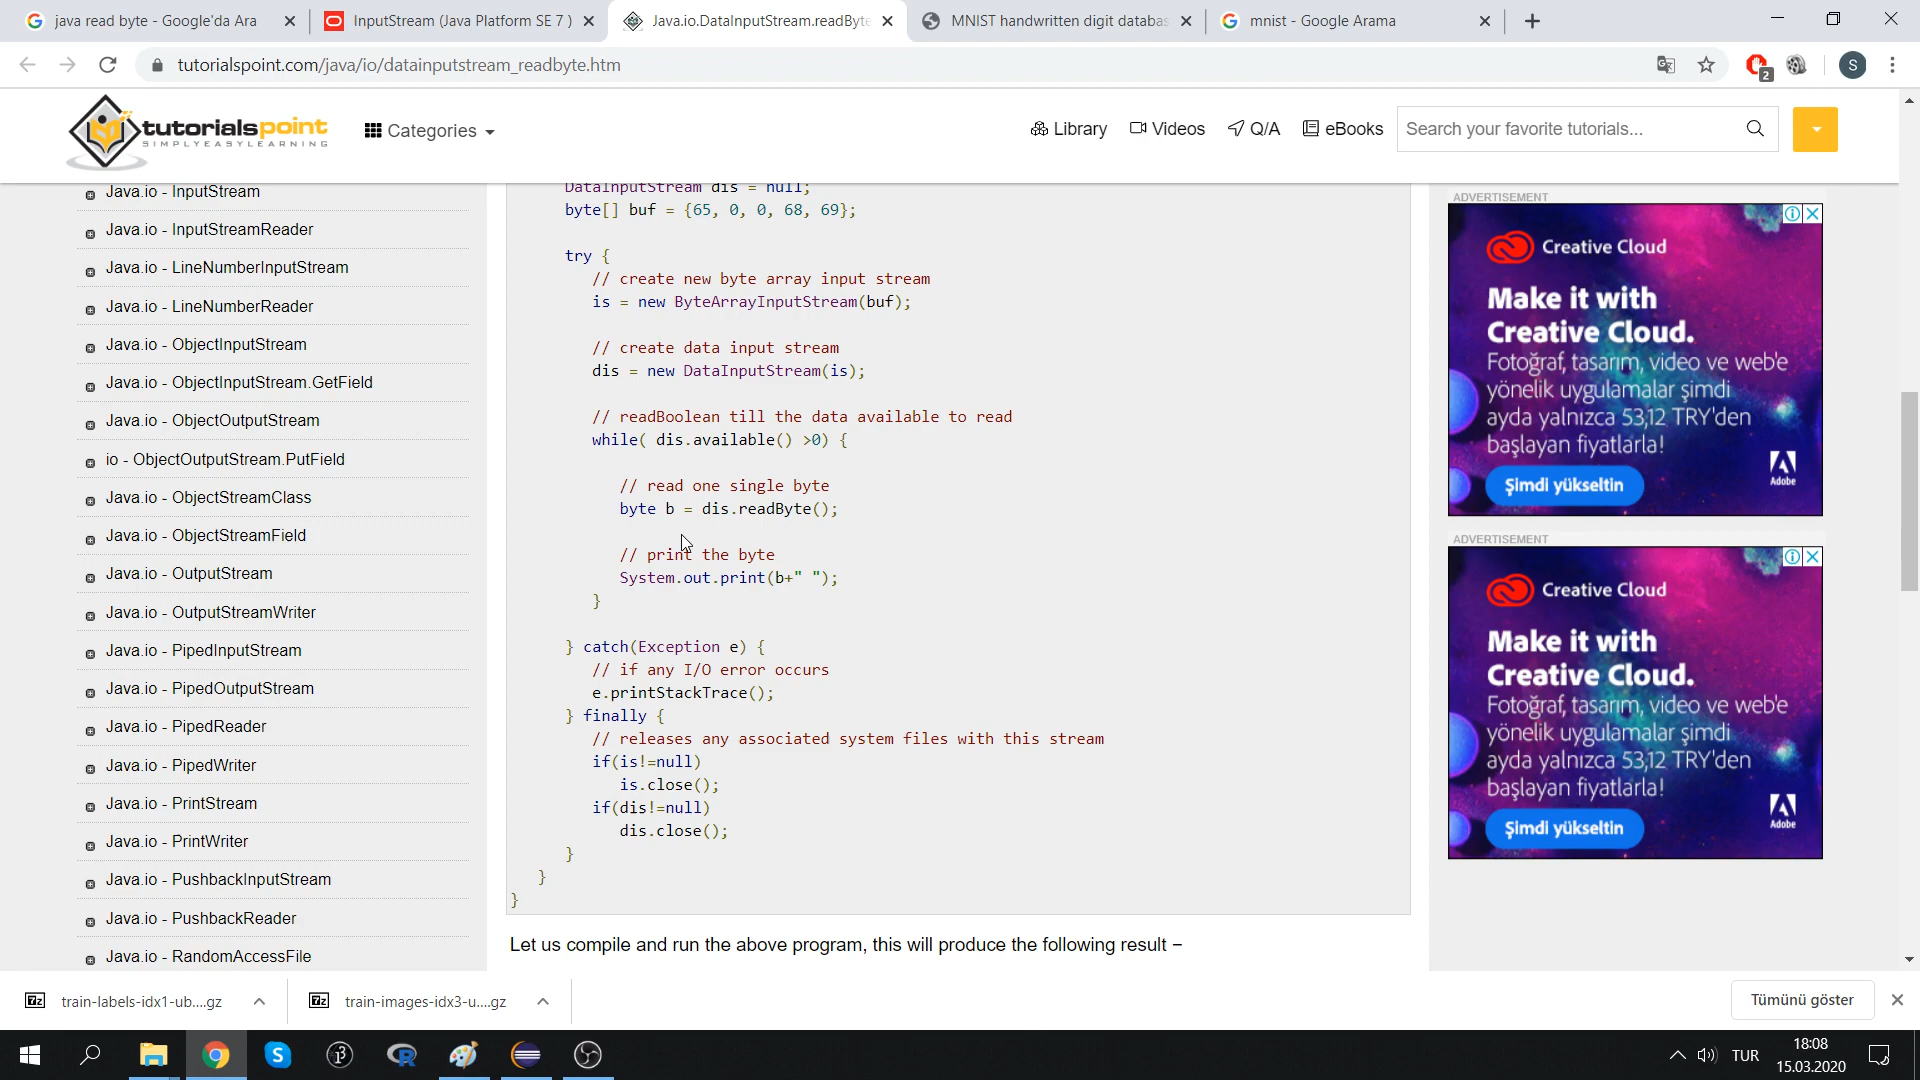 java read byte - Google'da Ara
InputStream (Java Platform SE 7 )
Java.io.DataInputStream.readByte
MNIST handwritten digit databas
mnist - Google Arama
tutorialspoint.com/java/io/datainputstream_readbyte.htm
2
S
tutorialspoint
SIMPLYEASYLEARNING
Categories
Library
Videos
Q/A
eBooks
Search your favorite tutorials...
Java.io - InputStream
Java.io - InputStreamReader
Java.io - LineNumberInputStream
Java.io - LineNumberReader
Java.io - ObjectInputStream
Java.io - ObjectInputStream.GetField
Java.io - ObjectOutputStream
io - ObjectOutputStream.PutField
Java.io - ObjectStreamClass
Java.io - ObjectStreamField
Java.io - OutputStream
Java.io - OutputStreamWriter
Java.io - PipedInputStream
Java.io - PipedOutputStream
Java.io - PipedReader
Java.io - PipedWriter
Java.io - PrintStream
Java.io - PrintWriter
Java.io - PushbackInputStream
Java.io - PushbackReader
Java.io - RandomAccessFile
DataInputStream dis = null;
byte[] buf = {65, 0, 0, 68, 69};
try {
// create new byte array input stream
is = new ByteArrayInputStream(buf);
// create data input stream
dis = new DataInputStream(is);
// readBoolean till the data available to read
while( dis.available() >0) {
// read one single byte
byte b = dis.readByte();
// print the byte
System.out.print(b+" ");
}
} catch(Exception e) {
// if any I/O error occurs
e.printStackTrace();
} finally {
// releases any associated system files with this stream
if(is!=null)
is.close();
if(dis!=null)
dis.close();
}
}
}
Let us compile and run the above program, this will produce the following result −
ADVERTISEMENT
Creative Cloud
Make it with
Creative Cloud.
Fotoğraf, tasarım, video ve web'e
yönelik uygulamalar şimdi
ayda yalnızca 53,12 TRY'den
başlayan fiyatlarla!
Şimdi yükseltin
Adobe
ADVERTISEMENT
Creative Cloud
Make it with
Creative Cloud.
Fotoğraf, tasarım, video ve web'e
yönelik uygulamalar şimdi
ayda yalnızca 53,12 TRY'den
başlayan fiyatlarla!
Şimdi yükseltin
Adobe
train-labels-idx1-ub....gz
train-images-idx3-u....gz
Tümünü göster
TUR
18:08
15.03.2020